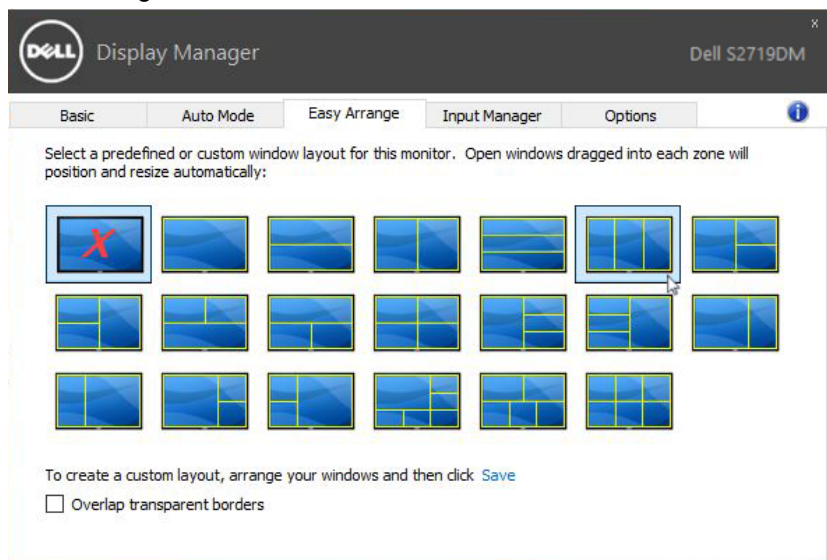 DELL Display Manager
x
Dell S2719DM
Basic Auto Mode Easy Arrange Input Manager Options i
Select a predefined or custom window layout for this monitor. Open windows dragged into each zone will
position and resize automatically:
X
To create a custom layout, arrange your windows and then click Save
Overlap transparent borders